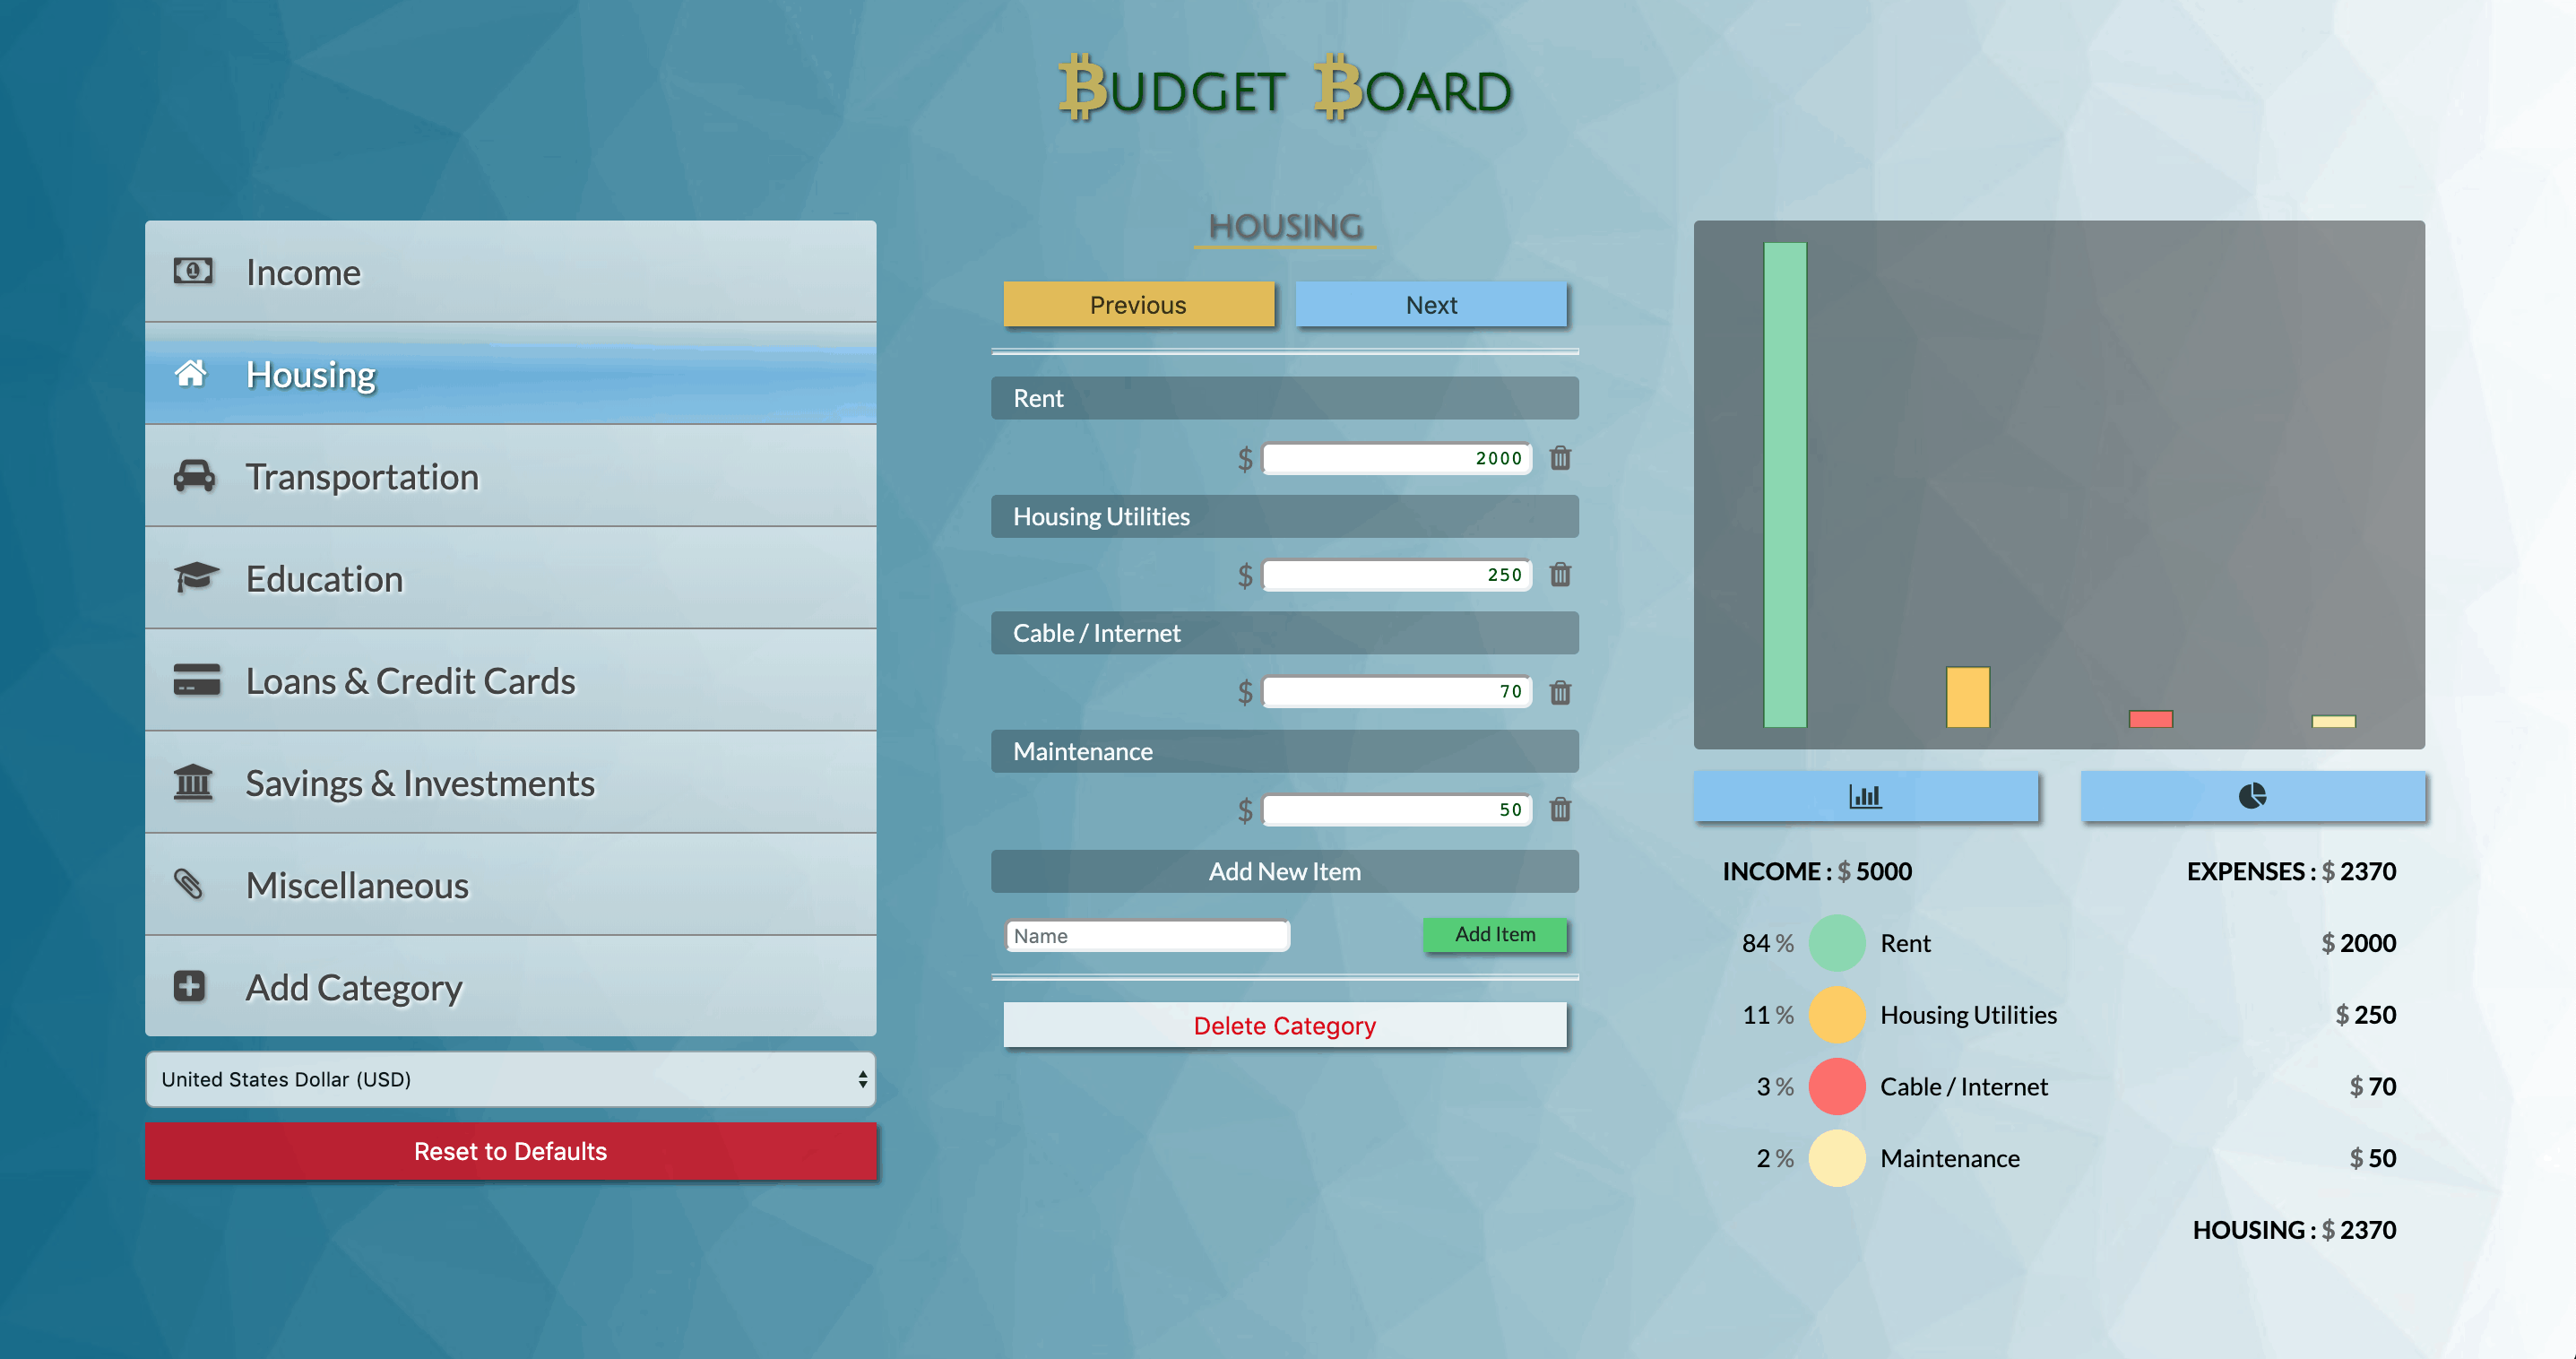 Budget Board
Income
Housing
Transportation
Education
Loans & Credit Cards
Savings & Investments
Miscellaneous
Add Category
United States Dollar (USD)
Reset to Defaults
HOUSING
Previous
Next
Rent
$ 2000
Housing Utilities
$ 250
Cable / Internet
$ 70
Maintenance
$ 50
Add New Item
Name
Add Item
Delete Category
INCOME : $ 5000
EXPENSES : $ 2370
84 % Rent $ 2000
11 % Housing Utilities $ 250
3 % Cable / Internet $ 70
2 % Maintenance $ 50
HOUSING : $ 2370